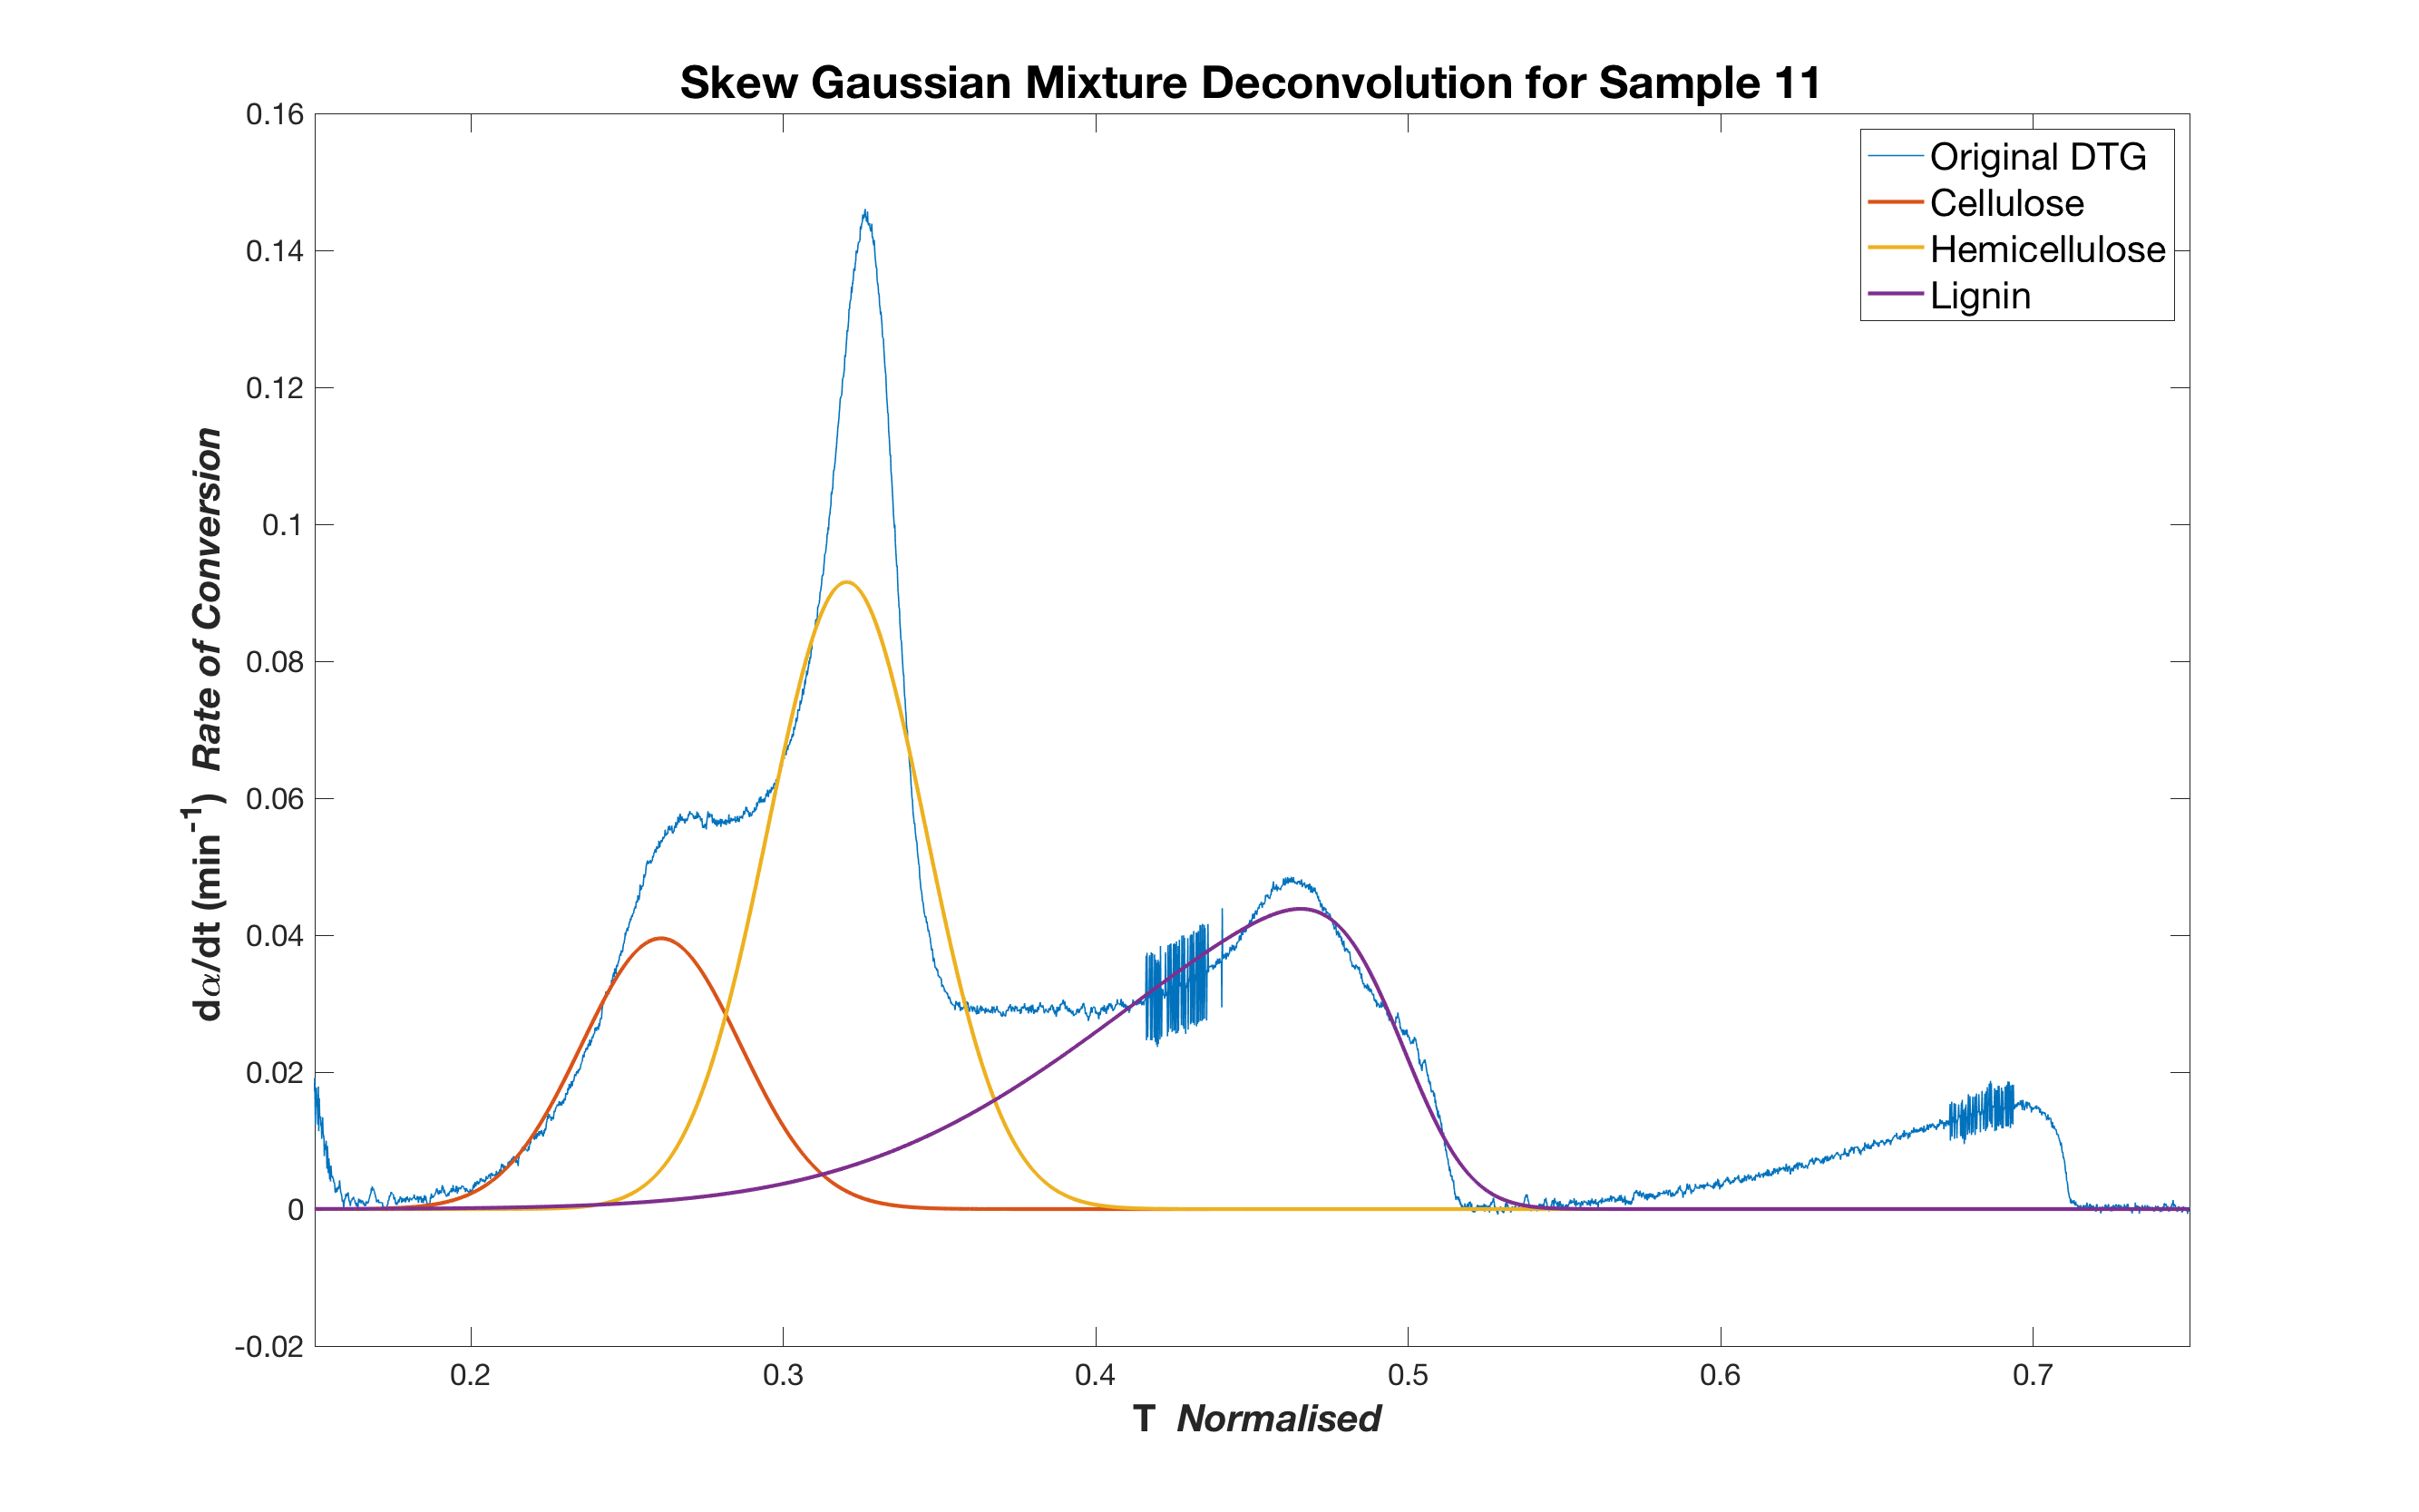 Skew Gaussian Mixture Deconvolution for Sample 11
0.16
0.14
0.12
0.1
0.08
0.06
0.04
0.02
0
-0.02
dα/dt (min⁻¹) Rate of Conversion
Original DTG
Cellulose
Hemicellulose
Lignin
0.2 0.3 0.4 0.5 0.6 0.7
T Normalised